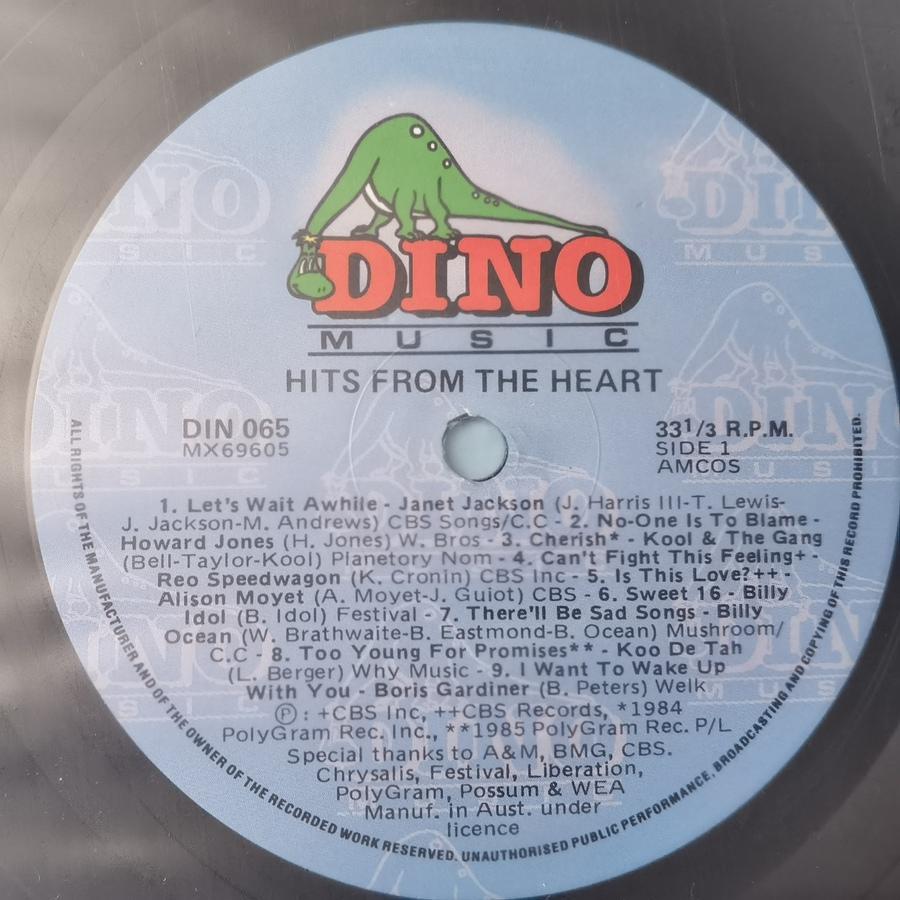 DINO
MUSIC
HITS FROM THE HEART
DIN 065
MX69605
33 1/3 R.P.M.
SIDE 1
AMCOS
1. Let's Wait Awhile - Janet Jackson (J. Harris III-T. Lewis-
J. Jackson-M. Andrews) CBS Songs/C.C - 2. No-One Is To Blame -
Howard Jones (H. Jones) W. Bros - 3. Cherish* - Kool & The Gang
(Bell-Taylor-Kool) Planetory Nom - 4. Can't Fight This Feeling+ -
Reo Speedwagon (K. Cronin) CBS Inc - 5. Is This Love?++ -
Alison Moyet (A. Moyet-J. Guiot) CBS - 6. Sweet 16 - Billy
Idol (B. Idol) Festival - 7. There'll Be Sad Songs - Billy
Ocean (W. Brathwaite-B. Eastmond-B. Ocean) Mushroom/
C.C - 8. Too Young For Promises** - Koo De Tah
(L. Berger) Why Music - 9. I Want To Wake Up
With You - Boris Gardiner (B. Peters) Welk
Ⓟ: +CBS Inc, ++CBS Records, *1984
PolyGram Rec. Inc., **1985 PolyGram Rec. P/L
Special thanks to A&M, BMG, CBS.
Chrysalis, Festival, Liberation,
PolyGram, Possum & WEA
Manuf. in Aust. under
licence
ALL RIGHTS OF THE MANUFACTURER AND OF THE OWNER OF THE RECORDED WORK RESERVED. UNAUTHORISED PUBLIC PERFORMANCE, BROADCASTING AND COPYING OF THIS RECORD PROHIBITED.